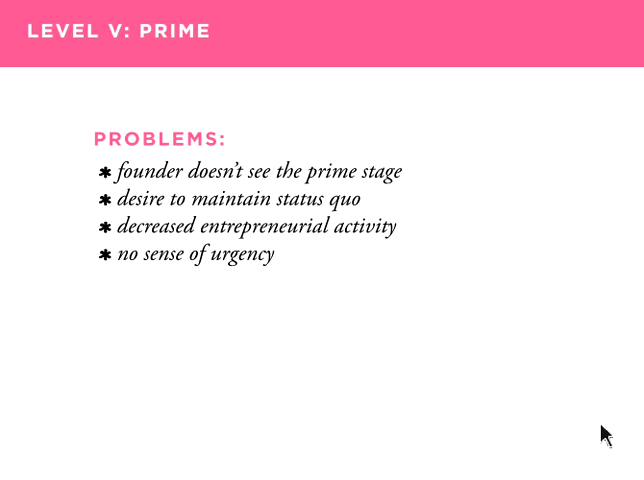 LEVEL V: PRIME
PROBLEMS:
* founder doesn't see the prime stage
* desire to maintain status quo
* decreased entrepreneurial activity
* no sense of urgency